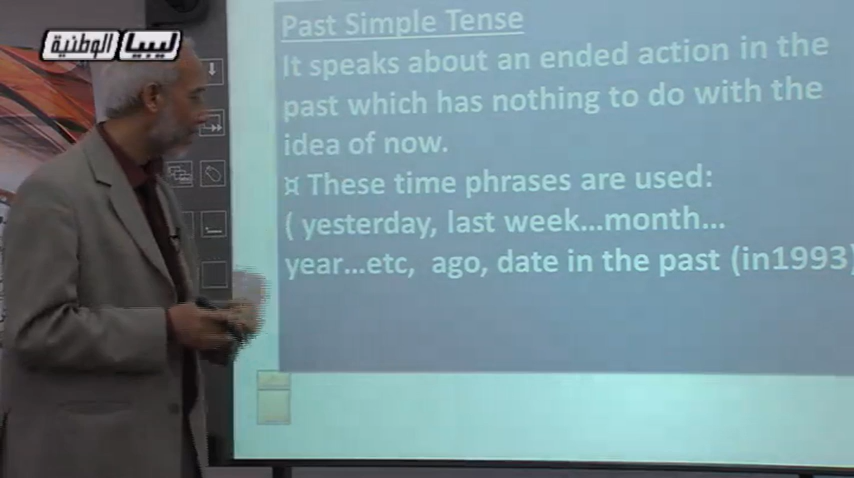 ليبيا الوطنية
Past Simple Tense
It speaks about an ended action in the
past which has nothing to do with the
idea of now.
¤ These time phrases are used:
( yesterday, last week...month...
year...etc, ago, date in the past (in1993)